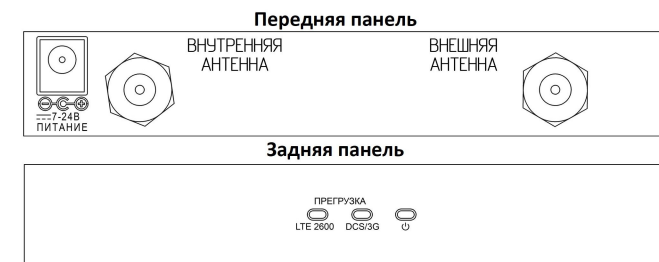 Передняя панель
ВНУТРЕННЯЯ
АНТЕННА
ВНЕШНЯЯ
АНТЕННА
7-24В
ПИТАНИЕ
Задняя панель
ПРЕГРУЗКА
LTE 2600 DCS/3G